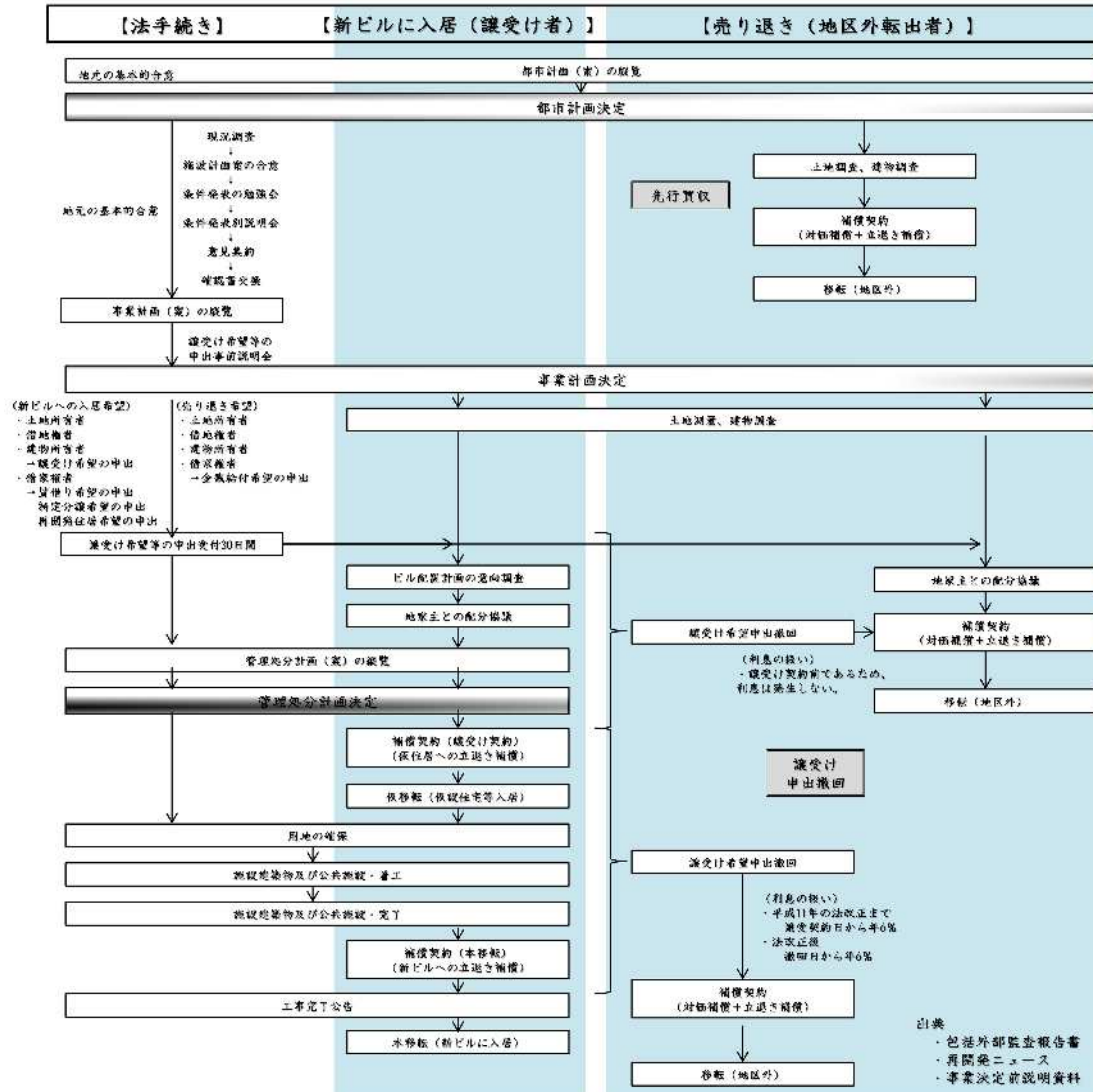 【法手続き】
【新ビルに入居(譲受け者)】
【売り退き(地区外転出者)】
地元の基本的合意
都市計画(案)の縦覧
都市計画決定
現況調査
↓
施設計画案の合意
↓
条件発表の勉強会
↓
条件発表別説明会
↓
意見集約
↓
確認書交換
地元の基本的合意
土地調査、建物調査
先行買収
補償契約
(対価補償+立退き補償)
移転(地区外)
事業計画(案)の縦覧
譲受け希望等の
申出事前説明会
事業計画決定
(新ビルへの入居希望)
・土地所有者
・借地権者
・建物所有者
→譲受け希望の申出
・借家権者
→賃借り希望の申出
特定分譲希望の申出
再開発住居希望の申出
(売り退き希望)
・土地所有者
・借地権者
・建物所有者
・借家権者
→金銭給付希望の申出
土地測量、建物調査
譲受け希望等の申出受付30日間
ビル配置計画の意向調査
地家主との配分協議
地家主との配分協議
譲受け希望申出撤回
補償契約
(対価補償+立退き補償)
(利息の扱い)
・譲受け契約前であるため、
利息は発生しない。
移転(地区外)
管理処分計画(案)の縦覧
管理処分計画決定
補償契約(譲受け契約)
(仮住居への立退き補償)
仮移転(仮設住宅等入居)
譲受け
申出撤回
用地の確保
施設建築物及び公共施設・着工
施設建築物及び公共施設・完了
譲受け希望申出撤回
(利息の扱い)
・平成11年の法改正まで
譲受契約日から年6%
・法改正後
撤回日から年6%
補償契約(本移転)
(新ビルへの立退き補償)
補償契約
(対価補償+立退き補償)
工事完了公告
本移転(新ビルに入居)
移転(地区外)
出典
・包括外部監査報告書
・再開発ニュース
・事業決定前説明資料